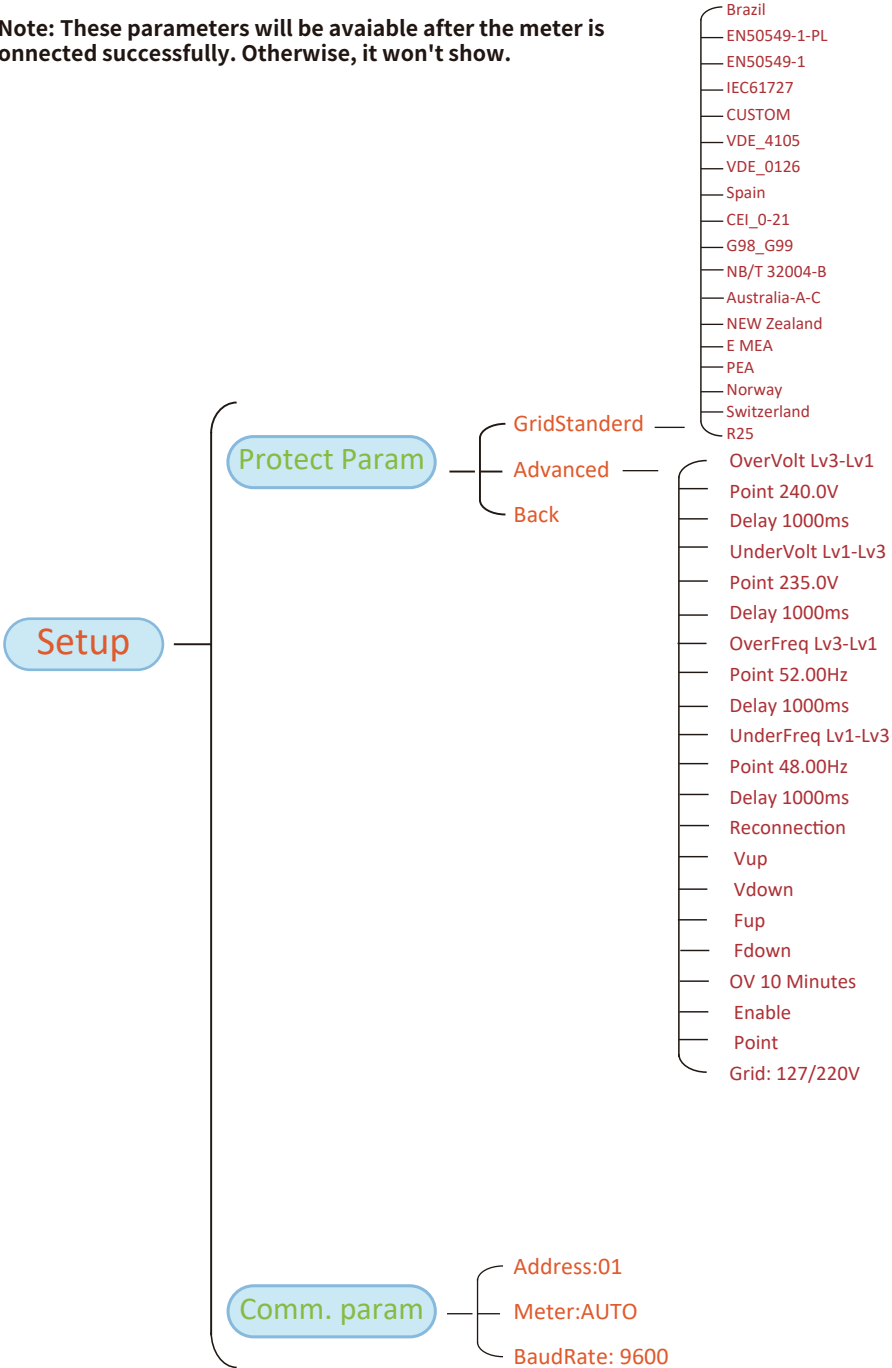 Note: These parameters will be avaiable after the meter is
onnected successfully. Otherwise, it won't show.
Brazil
EN50549-1-PL
EN50549-1
IEC61727
CUSTOM
VDE_4105
VDE_0126
Spain
CEI_0-21
G98_G99
NB/T 32004-B
Australia-A-C
NEW Zealand
E MEA
PEA
Norway
Switzerland
R25
Setup
Protect Param
GridStanderd
Advanced
Back
OverVolt Lv3-Lv1
Point 240.0V
Delay 1000ms
UnderVolt Lv1-Lv3
Point 235.0V
Delay 1000ms
OverFreq Lv3-Lv1
Point 52.00Hz
Delay 1000ms
UnderFreq Lv1-Lv3
Point 48.00Hz
Delay 1000ms
Reconnection
Vup
Vdown
Fup
Fdown
OV 10 Minutes
Enable
Point
Grid: 127/220V
Comm. param
Address:01
Meter:AUTO
BaudRate: 9600